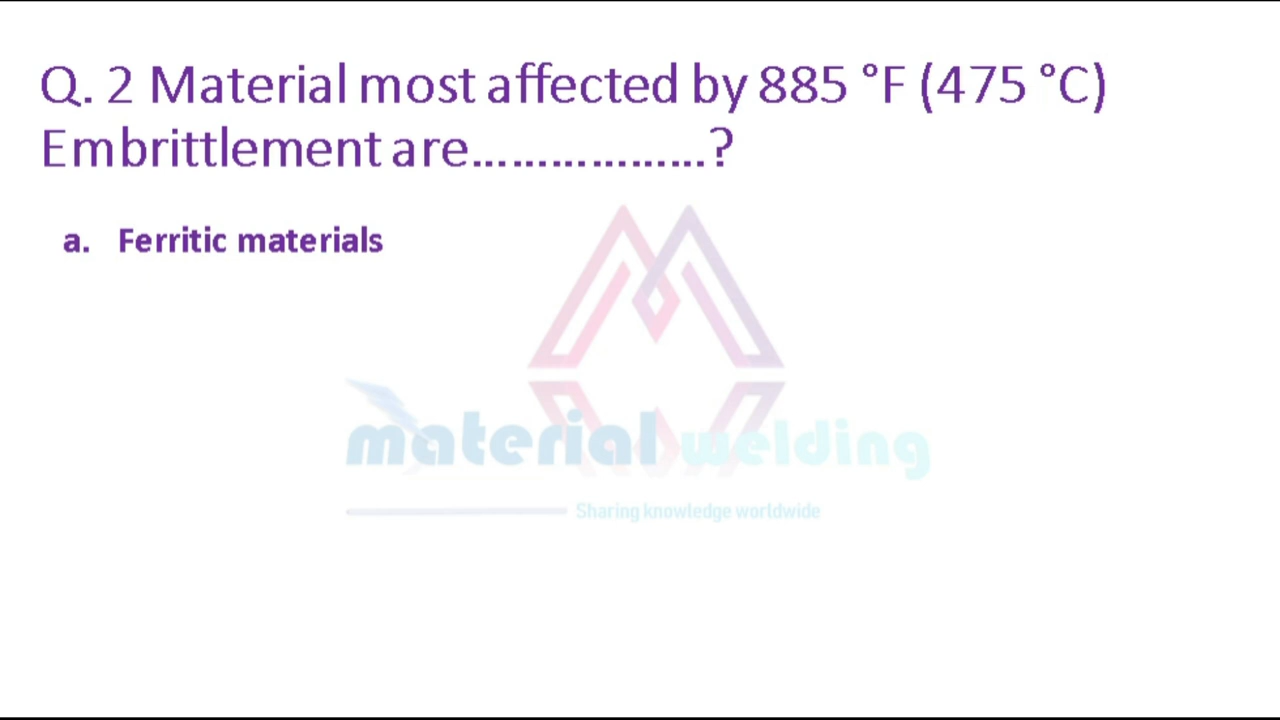 Q. 2 Material most affected by 885 °F (475 °C)
Embrittlement are..................?
a. Ferritic materials
material welding
Sharing knowledge worldwide